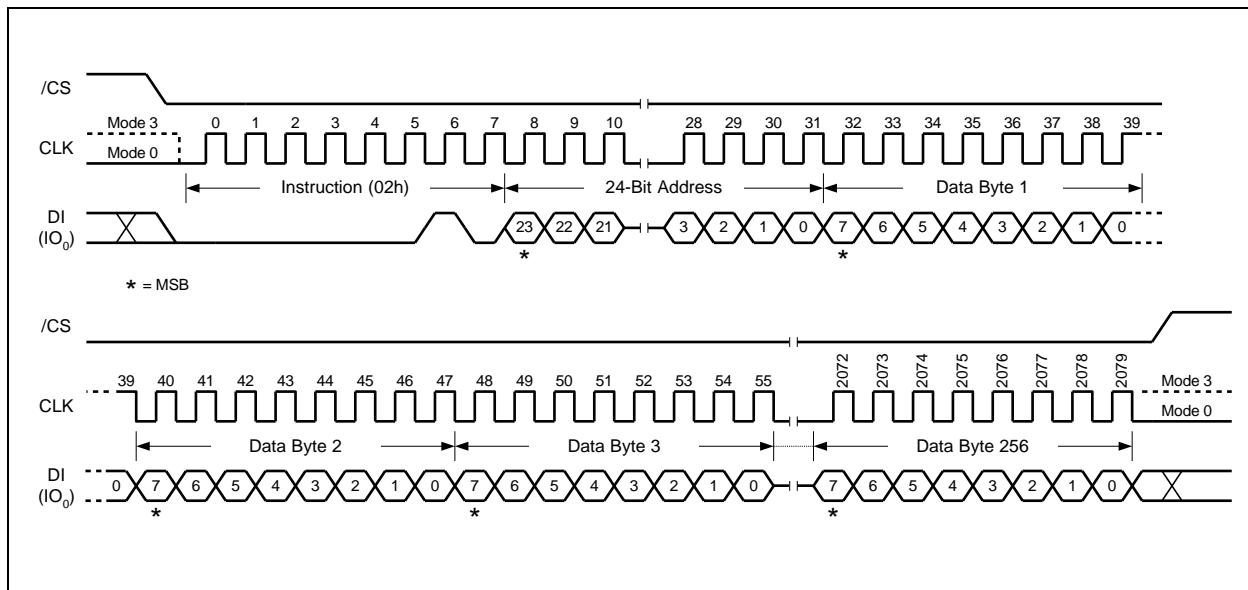 /CS
Mode 3
0 1 2 3 4 5 6 7 8 9 10 28 29 30 31 32 33 34 35 36 37 38 39
CLK
Mode 0
Instruction (02h) 24-Bit Address Data Byte 1
DI
(IO0)
23 22 21 3 2 1 0 7 6 5 4 3 2 1 0
* *
* = MSB
/CS
39 40 41 42 43 44 45 46 47 48 49 50 51 52 53 54 55 2072 2073 2074 2075 2076 2077 2078 2079
Mode 3
CLK
Mode 0
Data Byte 2 Data Byte 3 Data Byte 256
DI
(IO0)
0 7 6 5 4 3 2 1 0 7 6 5 4 3 2 1 0 7 6 5 4 3 2 1 0
* * *